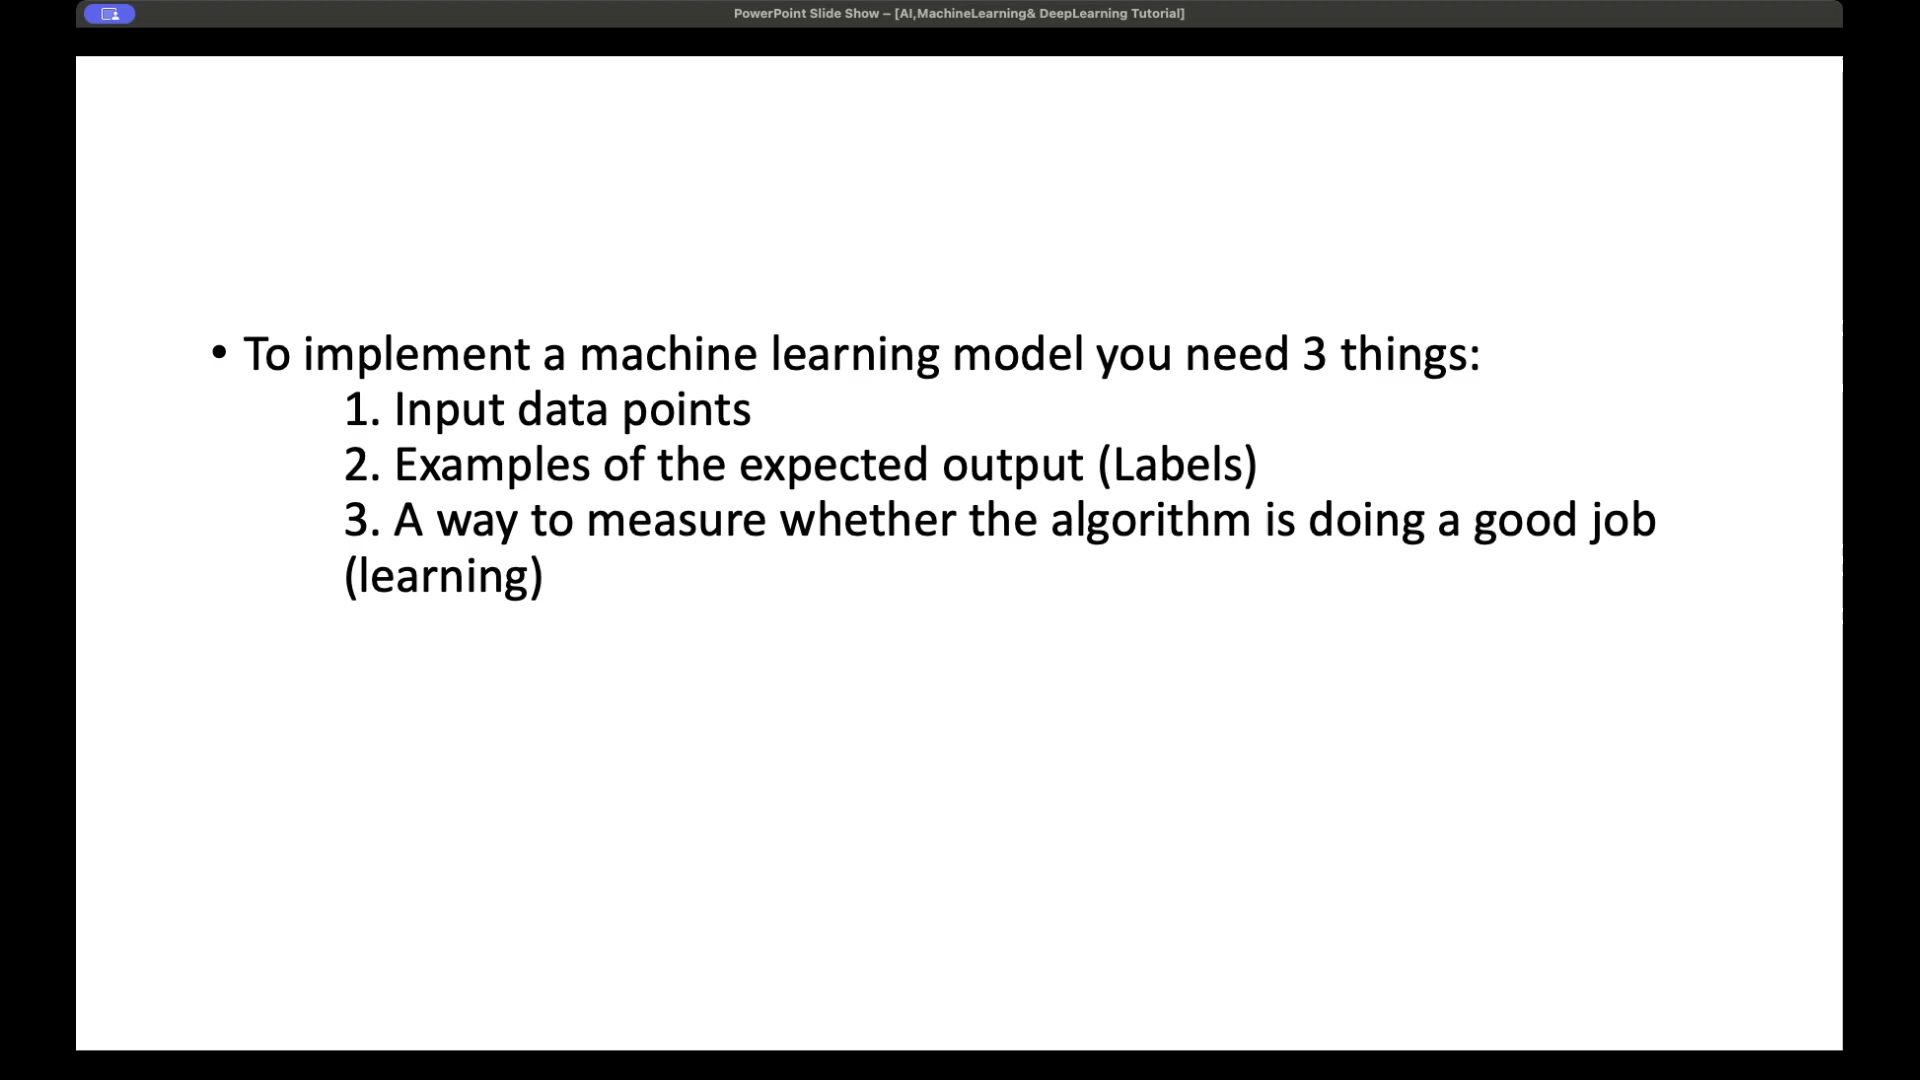 PowerPoint Slide Show – [AI,MachineLearning& DeepLearning Tutorial]
• To implement a machine learning model you need 3 things:
1. Input data points
2. Examples of the expected output (Labels)
3. A way to measure whether the algorithm is doing a good job
(learning)